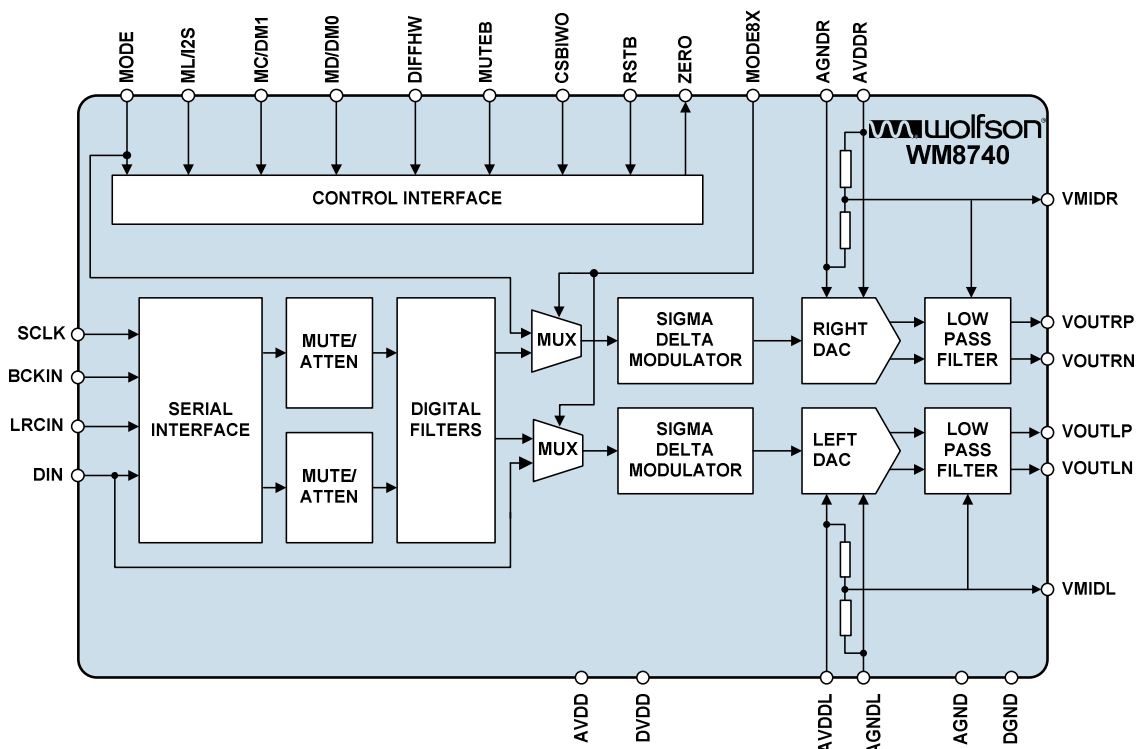 MODE
ML/I2S
MC/DM1
MD/DM0
DIFFHW
MUTEB
CSBIWO
RSTB
ZERO
MODE8X
AGNDR
AVDDR
wolfson®
WM8740
CONTROL INTERFACE
VMIDR
SCLK
BCKIN
LRCIN
DIN
SERIAL
INTERFACE
MUTE/
ATTEN
MUTE/
ATTEN
DIGITAL
FILTERS
MUX
MUX
SIGMA
DELTA
MODULATOR
SIGMA
DELTA
MODULATOR
RIGHT
DAC
LEFT
DAC
LOW
PASS
FILTER
LOW
PASS
FILTER
VOUTRP
VOUTRN
VOUTLP
VOUTLN
VMIDL
AVDD
DVDD
AVDDL
AGNDL
AGND
DGND